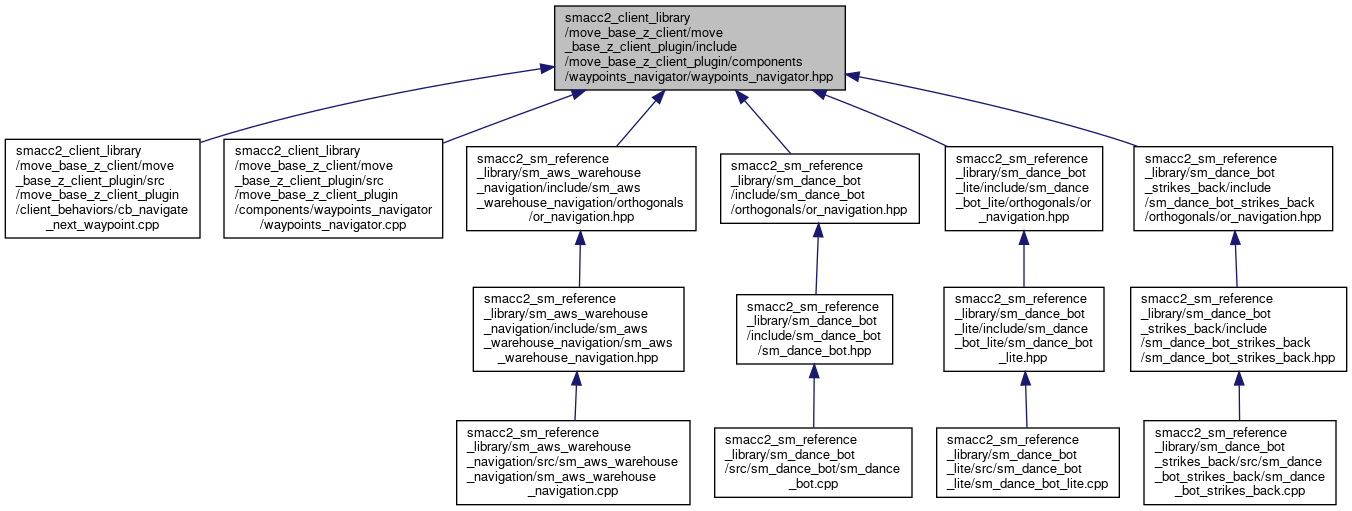 smacc2_client_library
/move_base_z_client/move
_base_z_client_plugin/include
/move_base_z_client_plugin/components
/waypoints_navigator/waypoints_navigator.hpp
smacc2_client_library
/move_base_z_client/move
_base_z_client_plugin/src
/move_base_z_client_plugin
/client_behaviors/cb_navigate
_next_waypoint.cpp
smacc2_client_library
/move_base_z_client/move
_base_z_client_plugin/src
/move_base_z_client_plugin
/components/waypoints_navigator
/waypoints_navigator.cpp
smacc2_sm_reference
_library/sm_aws_warehouse
_navigation/include/sm_aws
_warehouse_navigation/orthogonals
/or_navigation.hpp
smacc2_sm_reference
_library/sm_dance_bot
/include/sm_dance_bot
/orthogonals/or_navigation.hpp
smacc2_sm_reference
_library/sm_dance_bot
_lite/include/sm_dance
_bot_lite/orthogonals/or
_navigation.hpp
smacc2_sm_reference
_library/sm_dance_bot
_strikes_back/include
/sm_dance_bot_strikes_back
/orthogonals/or_navigation.hpp
smacc2_sm_reference
_library/sm_aws_warehouse
_navigation/include/sm_aws
_warehouse_navigation/sm_aws
_warehouse_navigation.hpp
smacc2_sm_reference
_library/sm_dance_bot
/include/sm_dance_bot
/sm_dance_bot.hpp
smacc2_sm_reference
_library/sm_dance_bot
_lite/include/sm_dance
_bot_lite/sm_dance_bot
_lite.hpp
smacc2_sm_reference
_library/sm_dance_bot
_strikes_back/include
/sm_dance_bot_strikes_back
/sm_dance_bot_strikes_back.hpp
smacc2_sm_reference
_library/sm_aws_warehouse
_navigation/src/sm_aws_warehouse
_navigation/sm_aws_warehouse
_navigation.cpp
smacc2_sm_reference
_library/sm_dance_bot
/src/sm_dance_bot/sm_dance
_bot.cpp
smacc2_sm_reference
_library/sm_dance_bot
_lite/src/sm_dance_bot
_lite/sm_dance_bot_lite.cpp
smacc2_sm_reference
_library/sm_dance_bot
_strikes_back/src/sm_dance
_bot_strikes_back/sm_dance
_bot_strikes_back.cpp